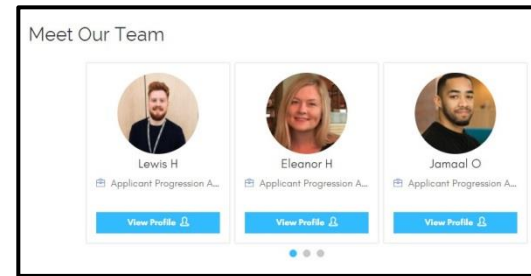 Meet Our Team
Lewis H
Applicant Progression A...
View Profile
Eleanor H
Applicant Progression A...
View Profile
Jamaal O
Applicant Progression A...
View Profile